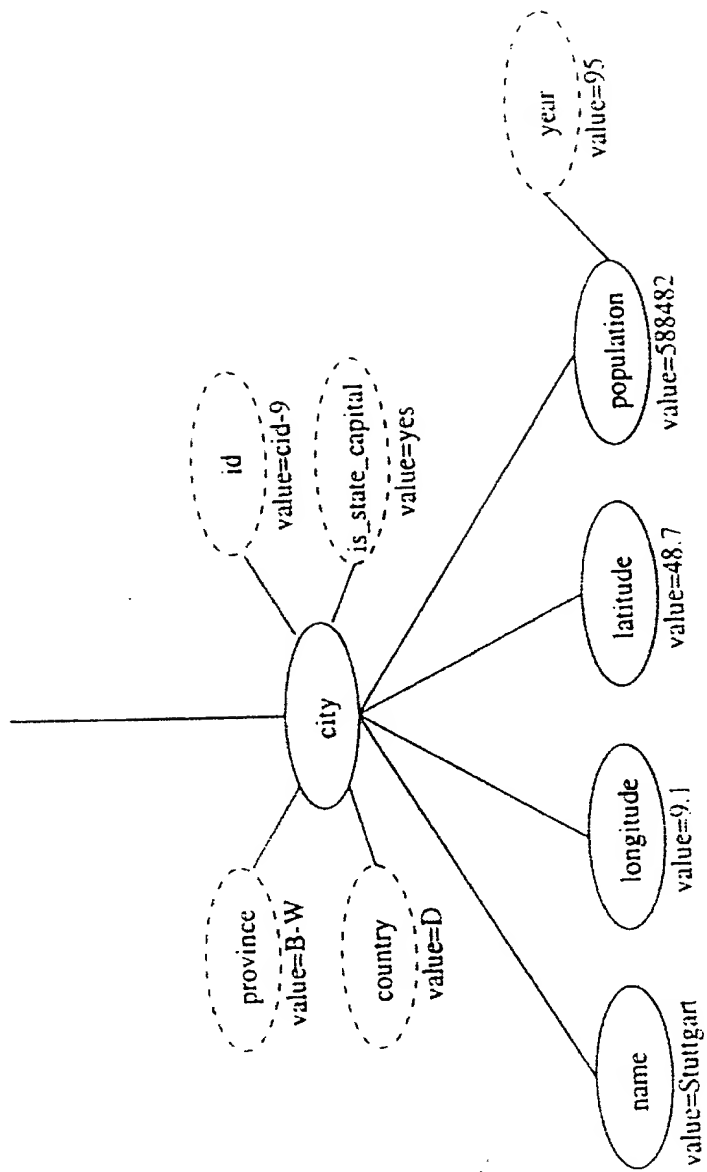 province
value=B-W
id
value=cid-9
country
value=D
city
is_state_capital
value=yes
name
value=Stuttgart
longitude
value=9.1
latitude
value=48.7
population
value=588482
year
value=95